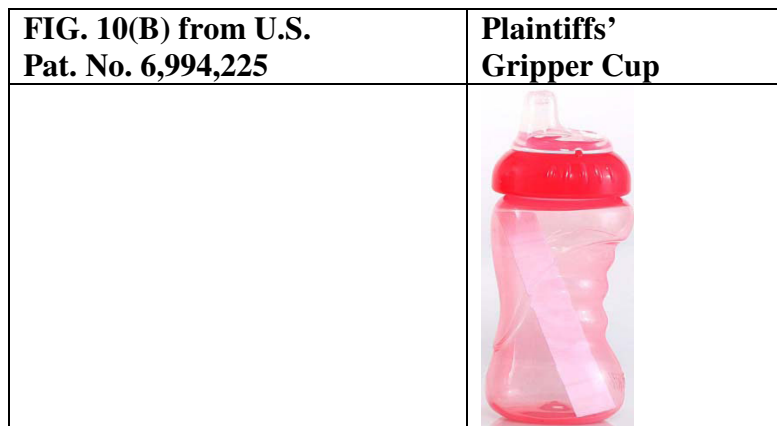 FIG. 10(B) from U.S.
Pat. No. 6,994,225
Plaintiffs’
Gripper Cup